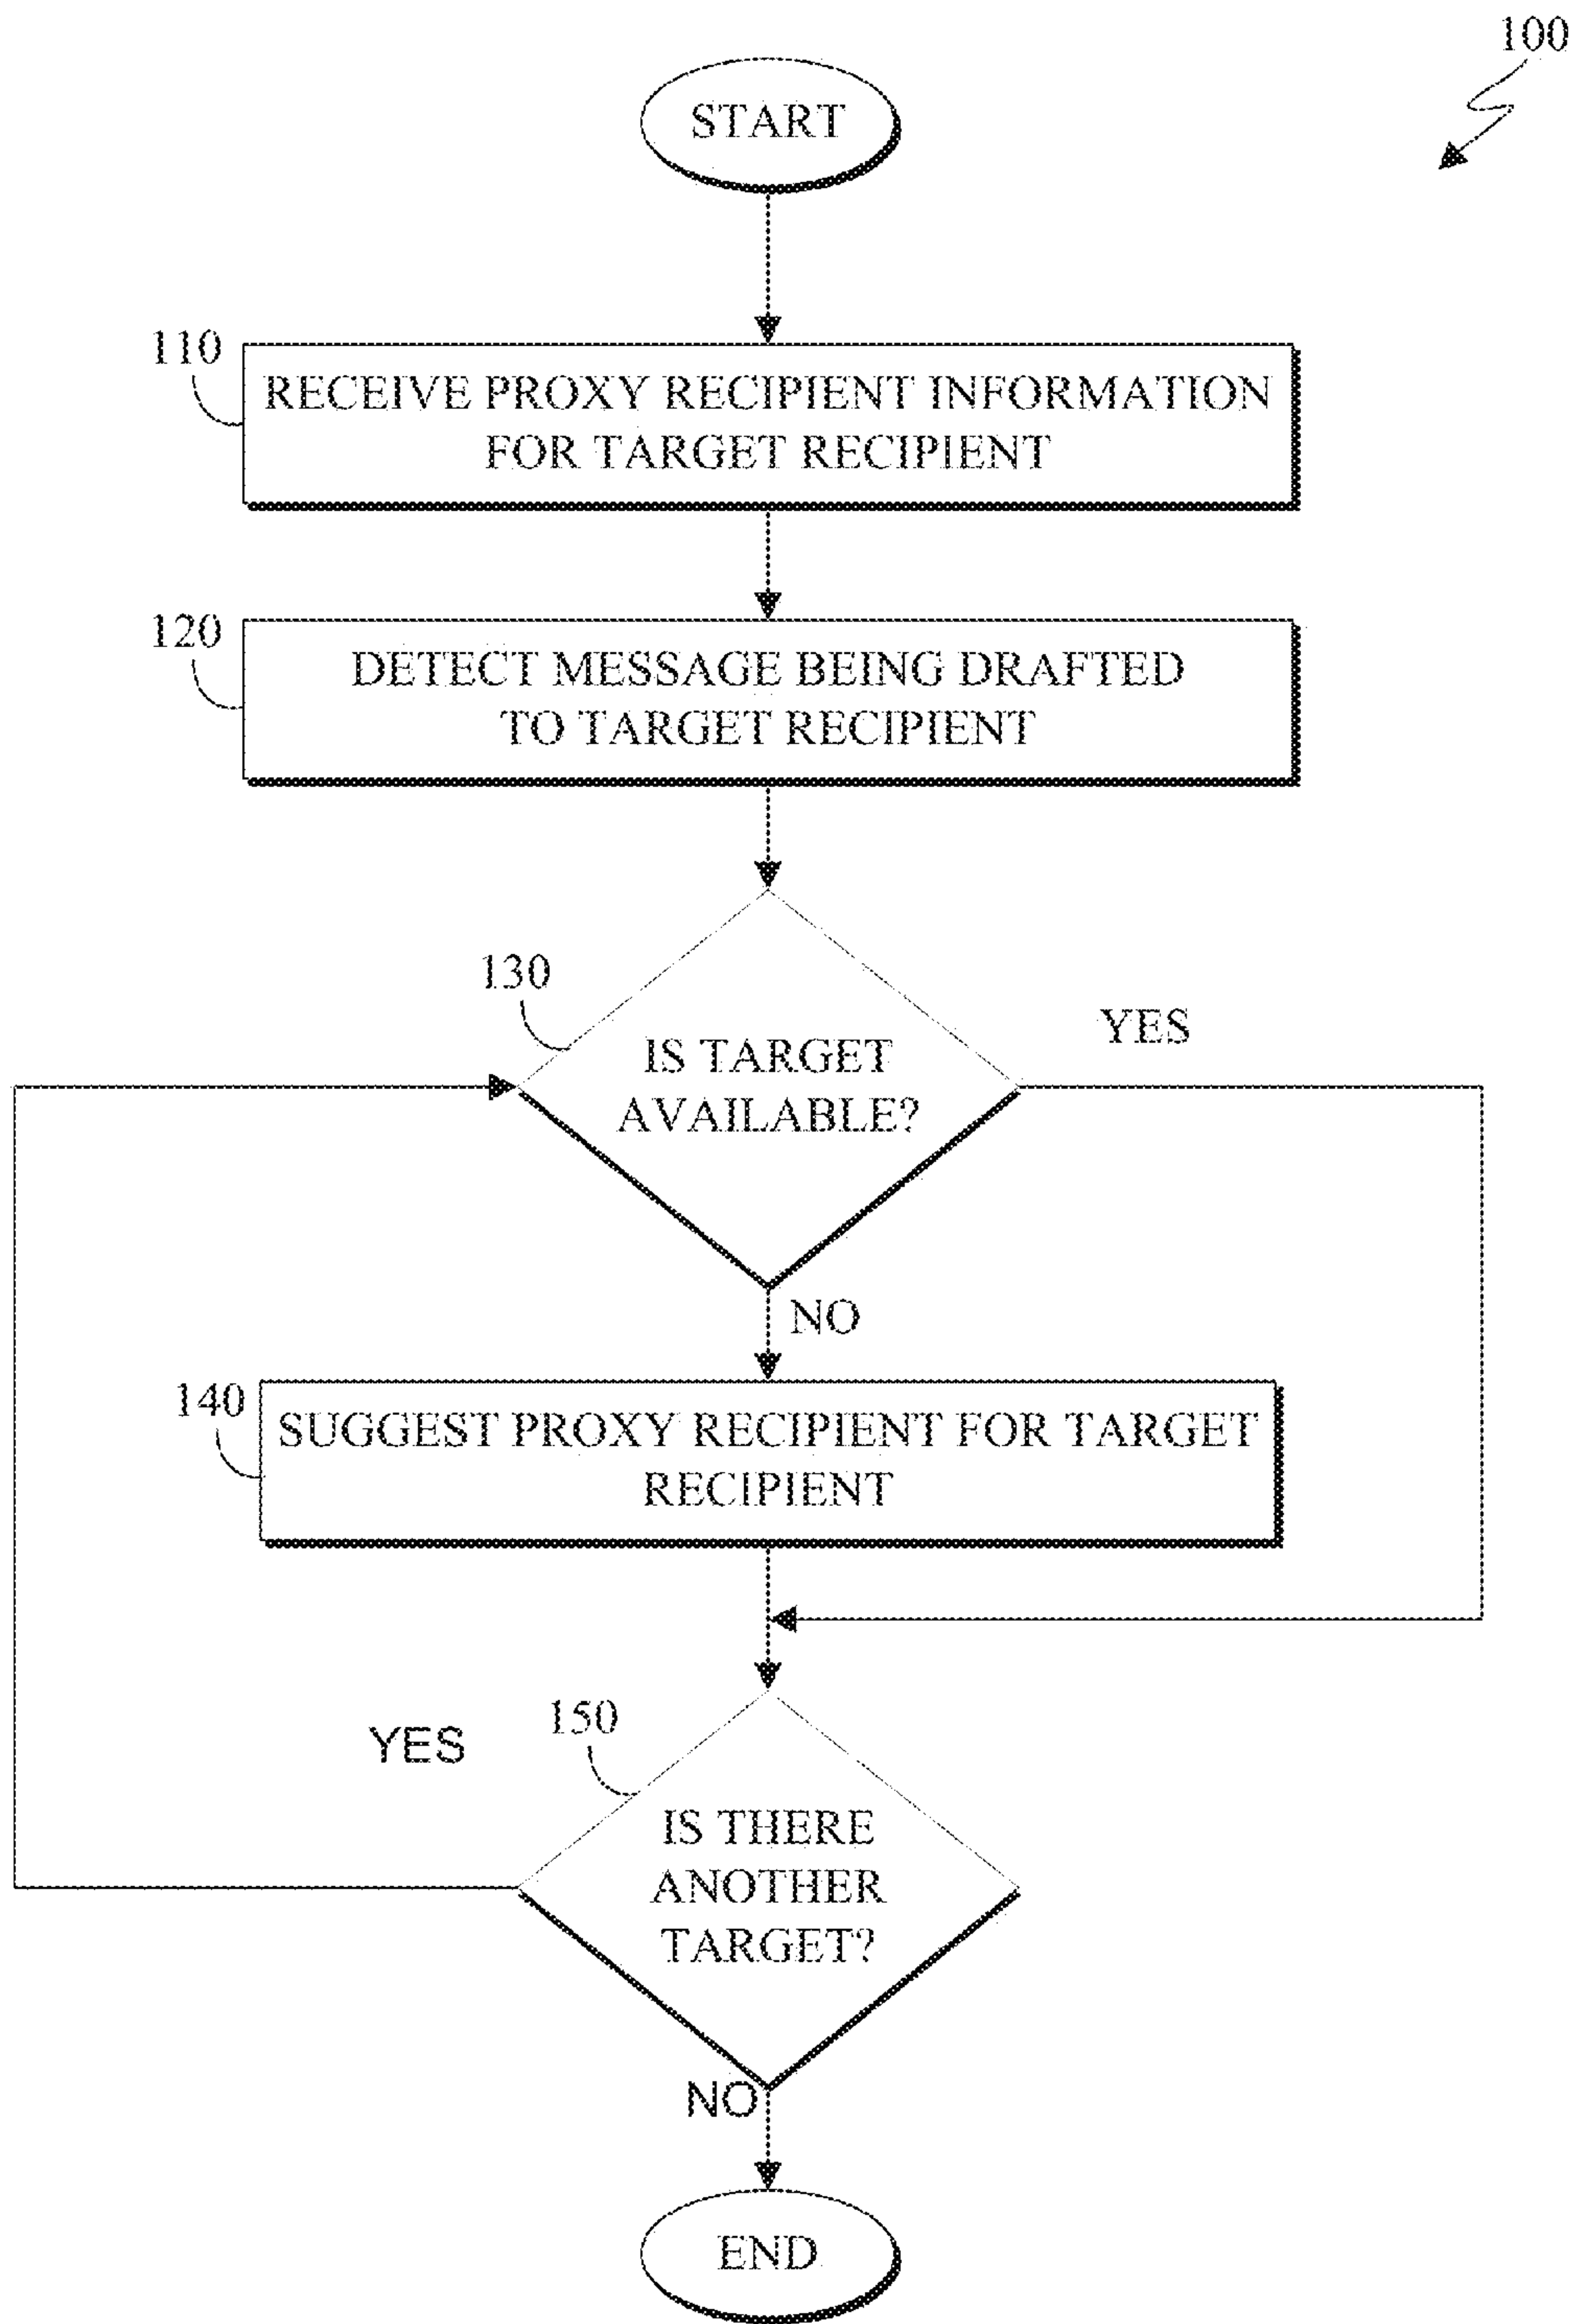 100
START
110
RECEIVE PROXY RECIPIENT INFORMATION
FOR TARGET RECIPIENT
120
DETECT MESSAGE BEING DRAFTED
TO TARGET RECIPIENT
130
YES
IS TARGET
AVAILABLE?
NO
140
SUGGEST PROXY RECIPIENT FOR TARGET
RECIPIENT
150
YES
IS THERE
ANOTHER
TARGET?
NO
END